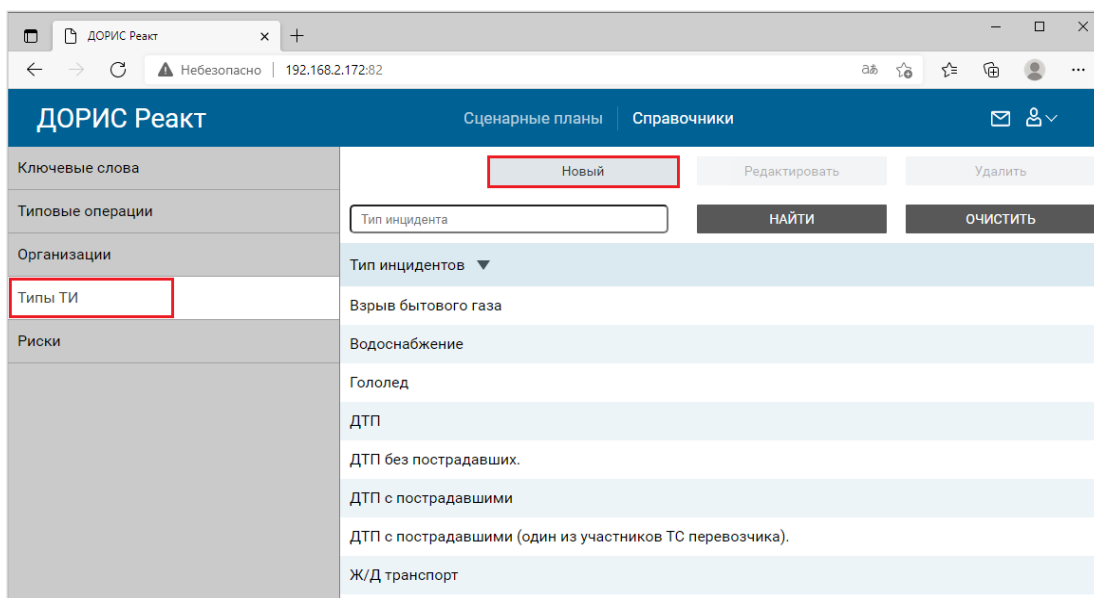 ДОРИС Реакт
Небезопасно 192.168.2.172:82
ДОРИС Реакт
Сценарные планы Справочники
Ключевые слова
Типовые операции
Организации
Типы ТИ
Риски
Новый Редактировать Удалить
Тип инцидента НАЙТИ ОЧИСТИТЬ
Тип инцидентов
Взрыв бытового газа
Водоснабжение
Гололед
ДТП
ДТП без пострадавших.
ДТП с пострадавшими
ДТП с пострадавшими (один из участников ТС перевозчика).
Ж/Д транспорт